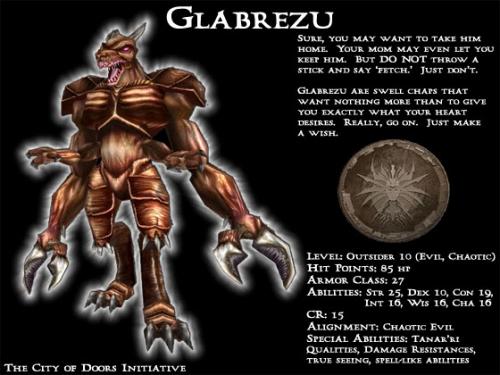 Glabrezu
Sure, you may want to take him
home. Your mom may even let you
keep him. But DO NOT throw a
stick and say 'fetch.' Just don't.
Glabrezu are swell chaps that
want nothing more than to give
you exactly what your heart
desires. Really, go on. Just make
a wish.
Level: Outsider 10 (Evil, Chaotic)
Hit Points: 85 hp
Armor Class: 27
Abilities: Str 25, Dex 10, Con 19,
Int 16, Wis 16, Cha 16
CR: 15
Alignment: Chaotic Evil
Special Abilities: Tanar'ri
Qualities, Damage Resistances,
true seeing, spell-like abilities
The City of Doors Initiative